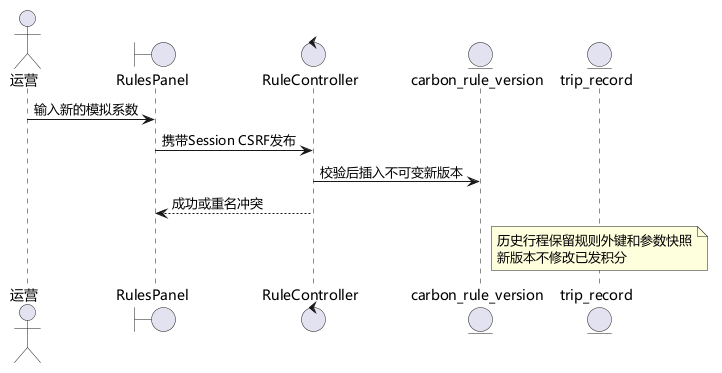 运营
RulesPanel
RuleController
carbon_rule_version
trip_record
输入新的模拟系数
携带Session CSRF发布
校验后插入不可变新版本
成功或重名冲突
历史行程保留规则外键和参数快照
新版本不修改已发积分
运营
RulesPanel
RuleController
carbon_rule_version
trip_record